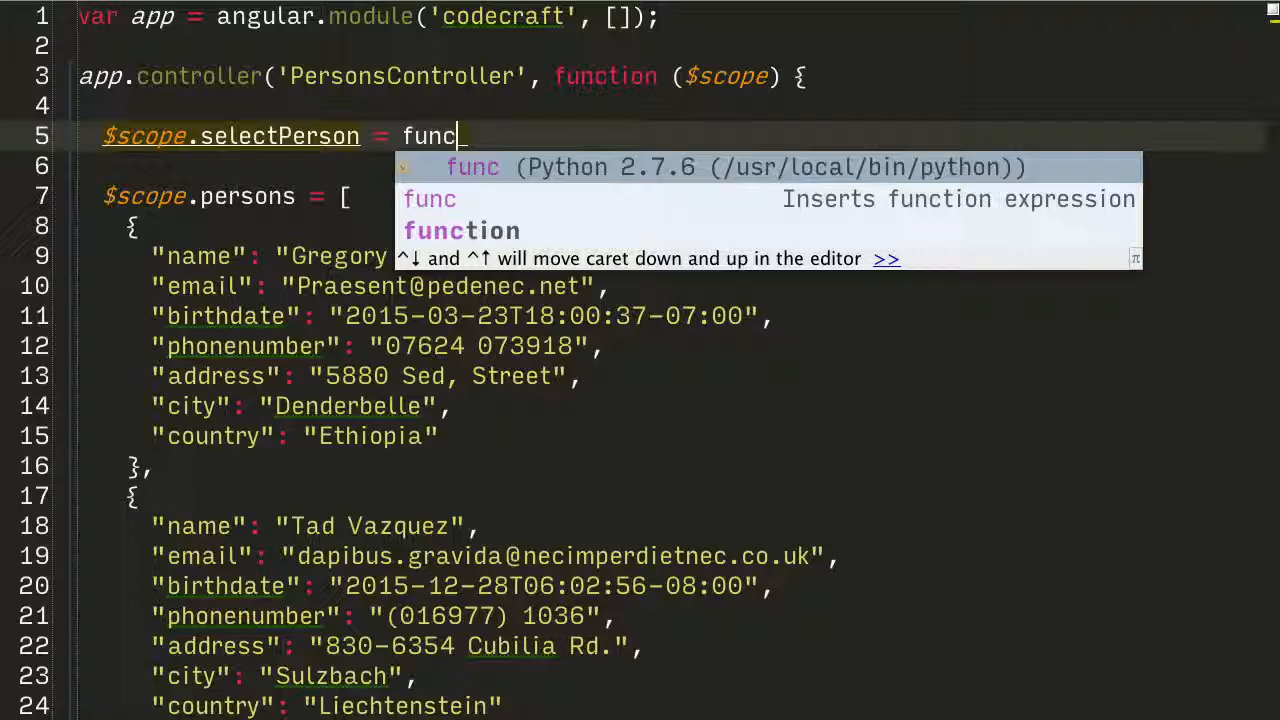 1 var app = angular.module('codecraft', []);
2
3 app.controller('PersonsController', function ($scope) {
4
5 $scope.selectPerson = func
func (Python 2.7.6 (/usr/local/bin/python))
6
func Inserts function expression
7 $scope.persons = [
function
8 {
^↓ and ^↑ will move caret down and up in the editor >> π
9 "name": "Gregory
10 "email": "Praesent@pedenec.net",
11 "birthdate": "2015-03-23T18:00:37-07:00",
12 "phonenumber": "07624 073918",
13 "address": "5880 Sed, Street",
14 "city": "Denderbelle",
15 "country": "Ethiopia"
16 },
17 {
18 "name": "Tad Vazquez",
19 "email": "dapibus.gravida@necimperdietnec.co.uk",
20 "birthdate": "2015-12-28T06:02:56-08:00",
21 "phonenumber": "(016977) 1036",
22 "address": "830-6354 Cubilia Rd.",
23 "city": "Sulzbach",
24 "country": "Liechtenstein"